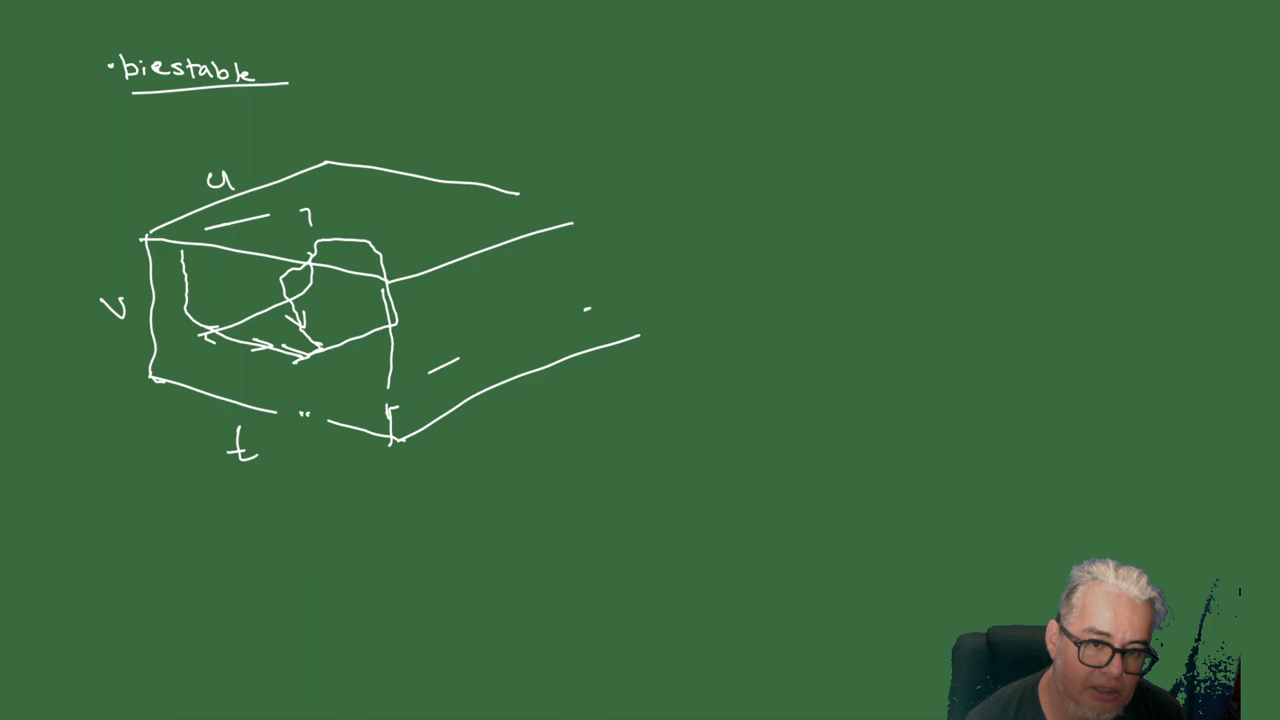 · biestable
u
v
t